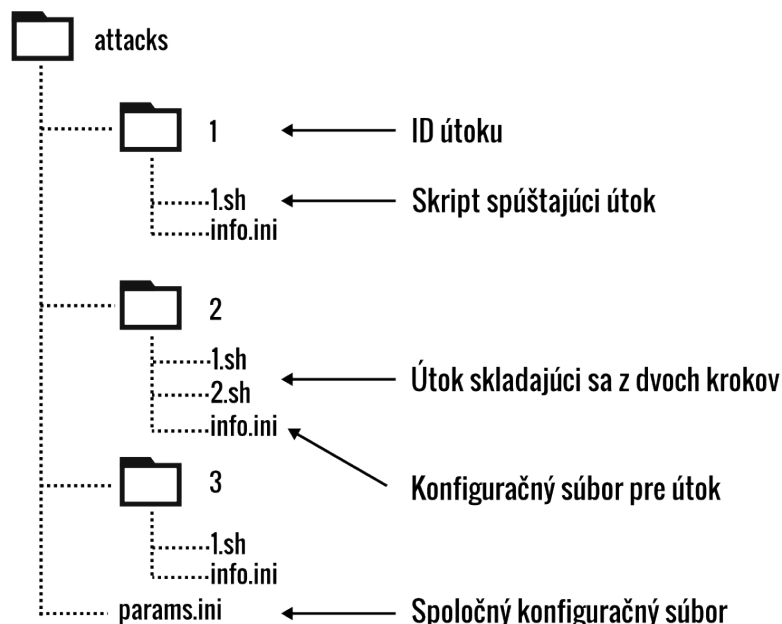 attacks
1 ID útoku
1.sh Skript spúštajúci útok
info.ini
2
1.sh
2.sh Útok skladajúci sa z dvoch krokov
info.ini
3 Konfiguračný súbor pre útok
1.sh
info.ini
params.ini Spoločný konfiguračný súbor